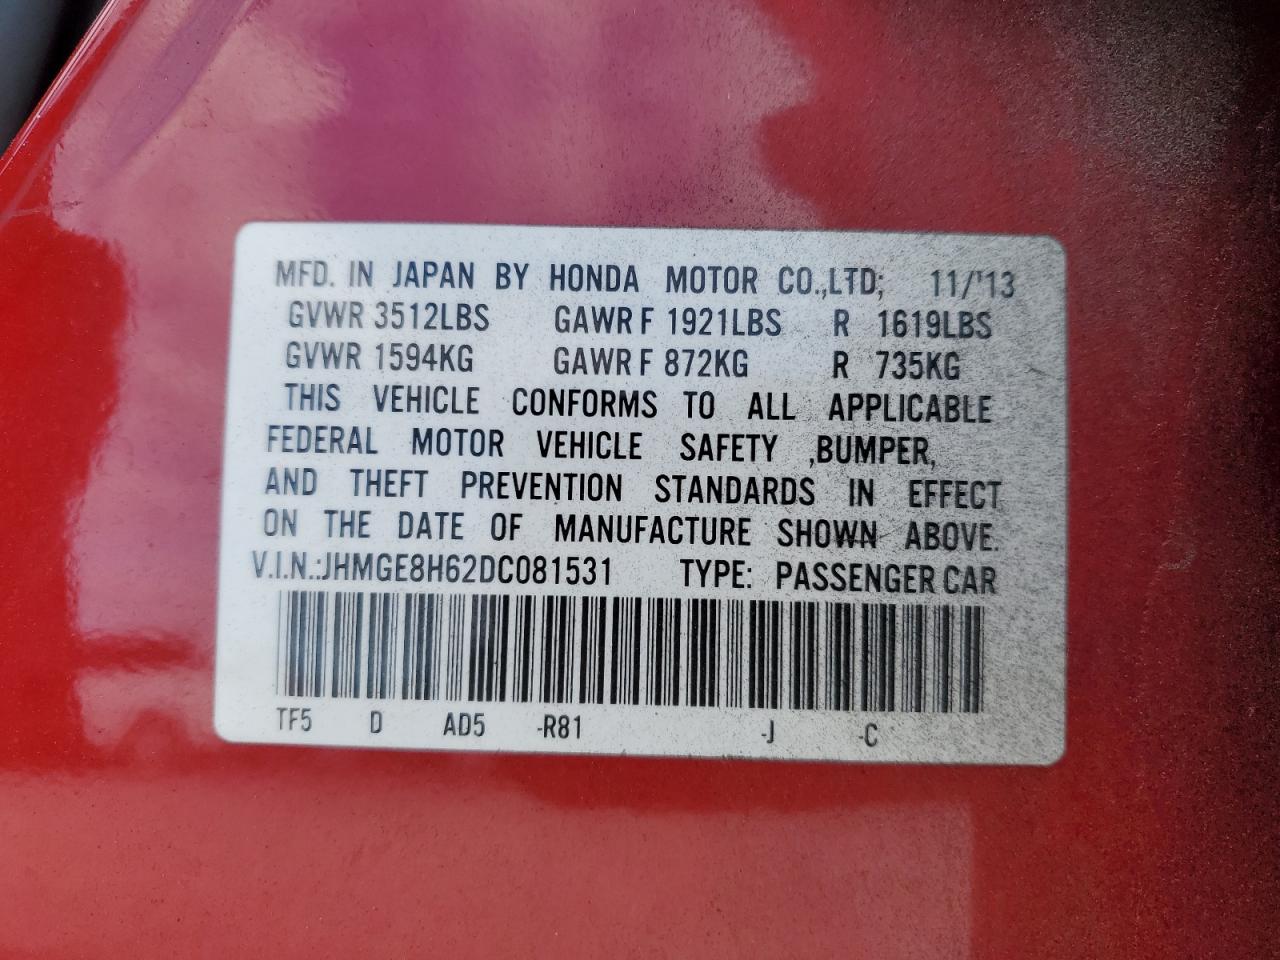 MFD. IN JAPAN BY HONDA MOTOR CO.,LTD; 11/'13
GVWR 3512LBS GAWR F 1921LBS R 1619LBS
GVWR 1594KG GAWR F 872KG R 735KG
THIS VEHICLE CONFORMS TO ALL APPLICABLE
FEDERAL MOTOR VEHICLE SAFETY ,BUMPER,
AND THEFT PREVENTION STANDARDS IN EFFECT
ON THE DATE OF MANUFACTURE SHOWN ABOVE.
V.I.N.:JHMGE8H62DC081531 TYPE: PASSENGER CAR
TF5 D AD5 -R81 -J -C